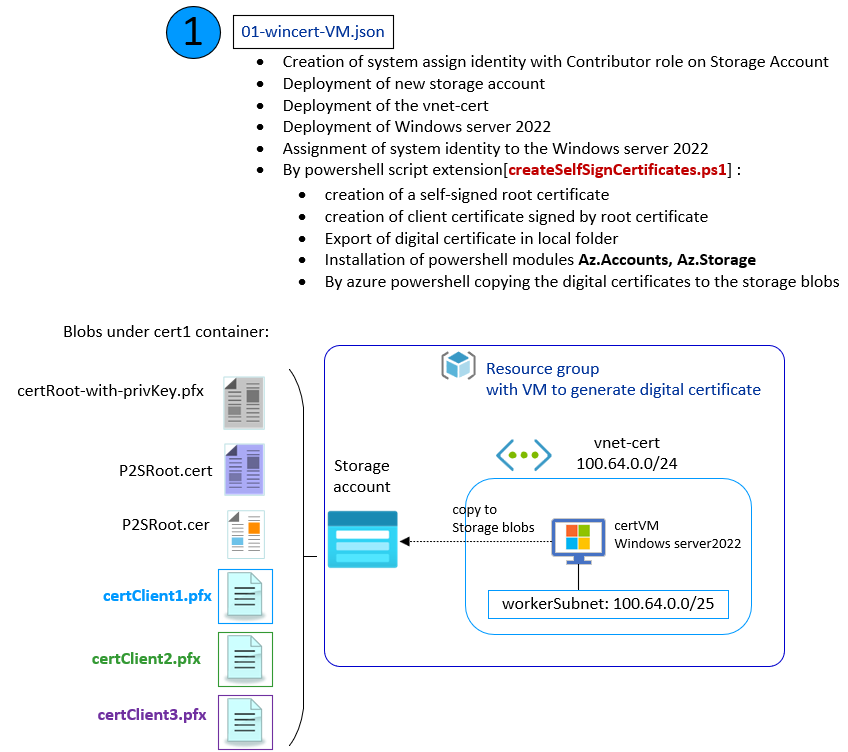 1
01-wincert-VM.json
• Creation of system assign identity with Contributor role on Storage Account
• Deployment of new storage account
• Deployment of the vnet-cert
• Deployment of Windows server 2022
• Assignment of system identity to the Windows server 2022
• By powershell script extension[createSelfSignCertificates.ps1] :
• creation of a self-signed root certificate
• creation of client certificate signed by root certificate
• Export of digital certificate in local folder
• Installation of powershell modules Az.Accounts, Az.Storage
• By azure powershell copying the digital certificates to the storage blobs
Blobs under cert1 container:
certRoot-with-privKey.pfx
P2SRoot.cert
P2SRoot.cer
certClient1.pfx
certClient2.pfx
certClient3.pfx
Resource group
with VM to generate digital certificate
Storage
account
vnet-cert
100.64.0.0/24
copy to
Storage blobs
certVM
Windows server2022
workerSubnet: 100.64.0.0/25